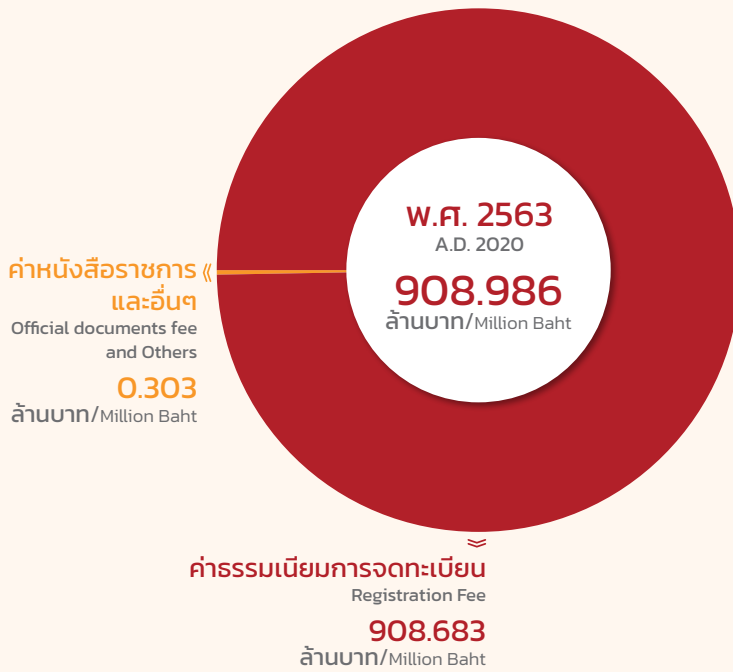 พ.ศ. 2563
A.D. 2020
908.986
ล้านบาท/Million Baht
ค่าหนังสือราชการ
และอื่นๆ
Official documents fee
and Others
0.303
ล้านบาท/Million Baht
ค่าธรรมเนียมการจดทะเบียน
Registration Fee
908.683
ล้านบาท/Million Baht